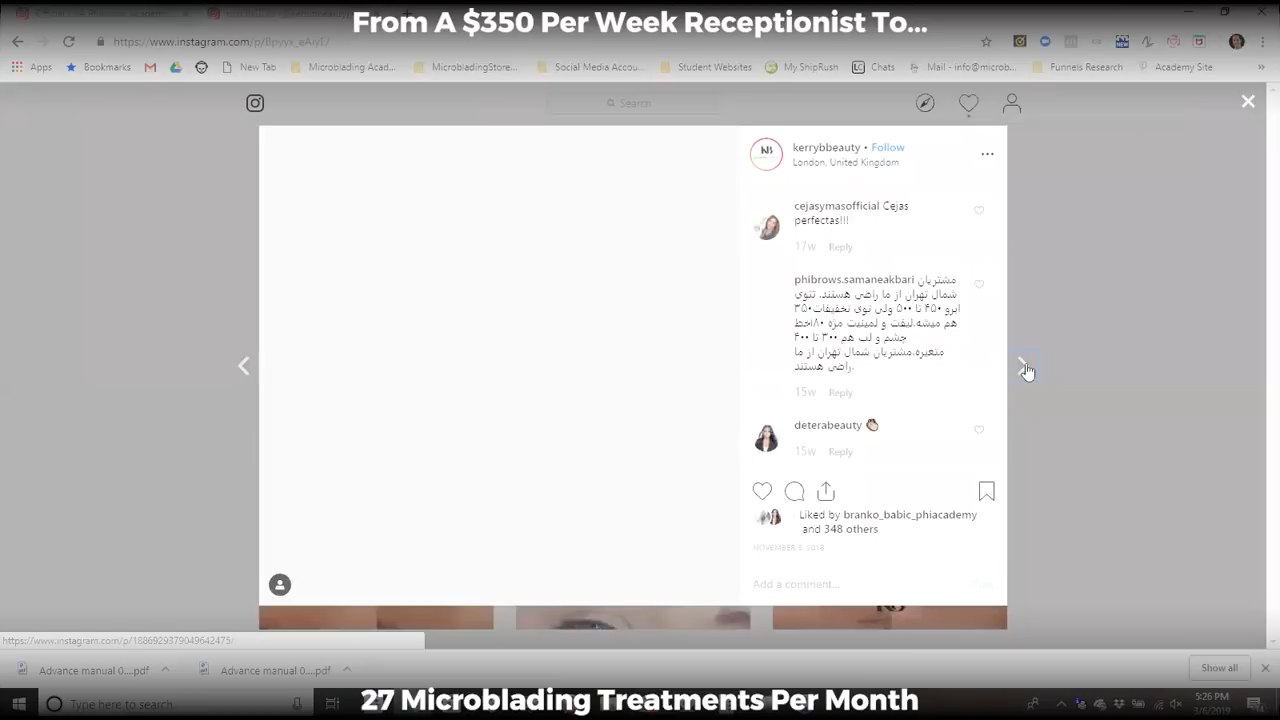 From A $350 Per Week Receptionist To...
https://www.instagram.com/p/Bpyyx_eAiyE/
Apps
Bookmarks
New Tab
Microblading Acad...
MicrobladingStore...
Social Media Accou...
Student Websites
My ShipRush
Chats
Mail - info@microb...
Funnels Research
Academy Site
»
Search
kerrybbeauty • Follow
London, United Kingdom
cejasymasofficial Cejas
perfectas!!!
17w Reply
phibrows.samaneakbari مشتریان
شمال تهران از ما راضی هستند. تتوی
ابرو ۴۵۰ تا ۵۰۰ ولی توی تخفیفات۳۵۰
هم میشه.لیفت و لمینیت مژه ۱۸۰خط
چشم و لب هم ۳۰۰ تا ۴۰۰
متغیره.مشتریان شمال تهران از ما
راضی هستند.
15w Reply
deterabeauty 👏
15w Reply
Liked by branko_babic_phiacademy
and 348 others
NOVEMBER 5, 2018
Add a comment...
https://www.instagram.com/p/1886929379049642475/
Advance manual 0....pdf
Advance manual 0....pdf
Show all
Type here to search
5:26 PM
3/6/2019
27 Microblading Treatments Per Month